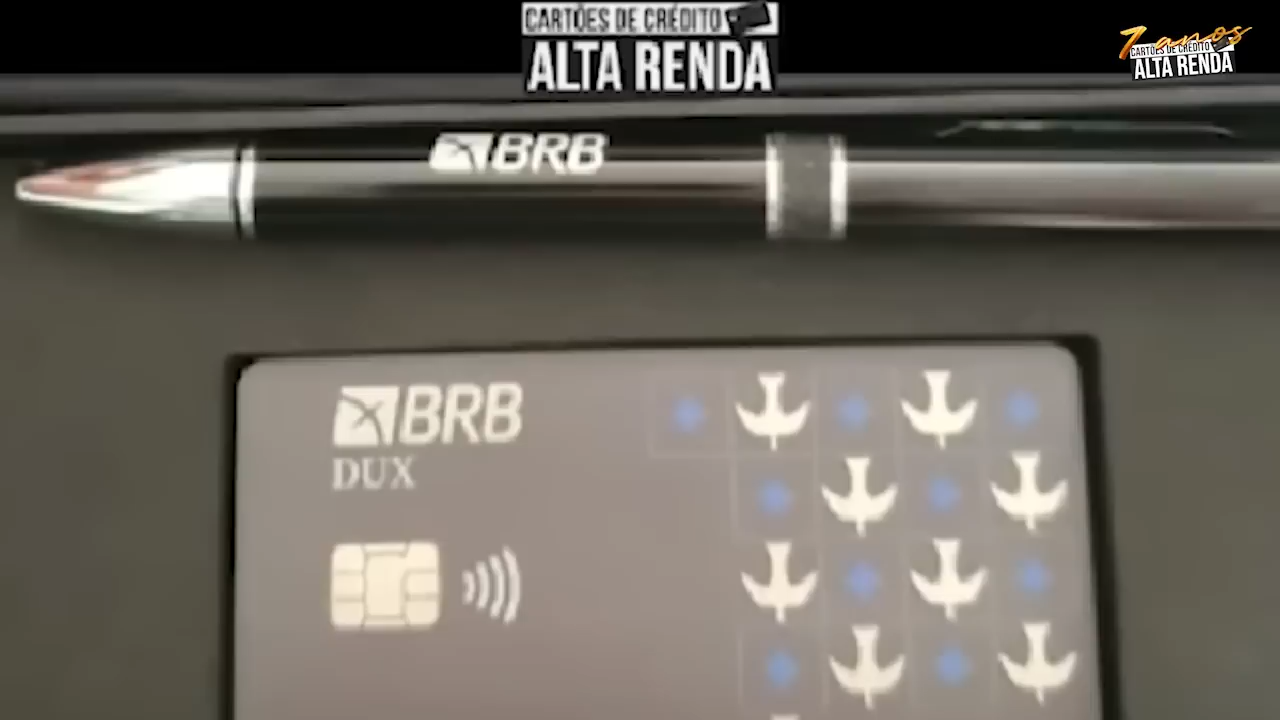 CARTÕES DE CRÉDITO
ALTA RENDA
7 anos
CARTÕES DE CRÉDITO
ALTA RENDA
BRB
BRB
DUX